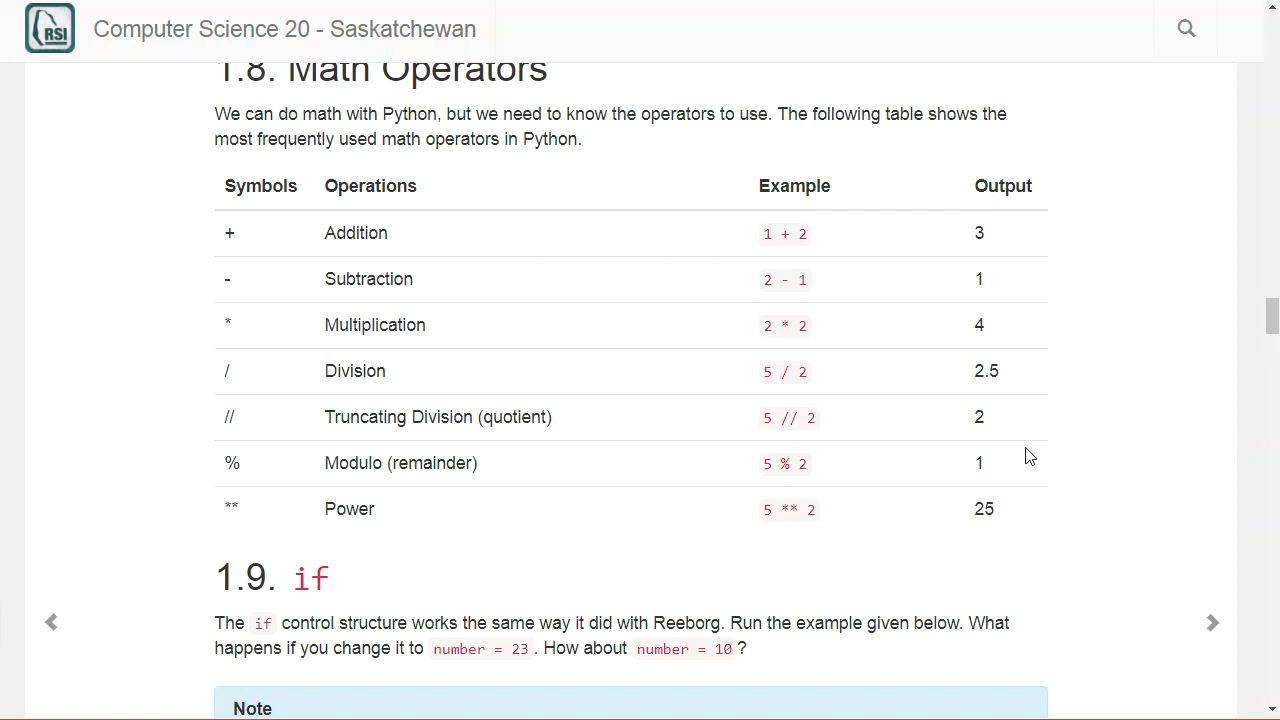 RSI Computer Science 20 - Saskatchewan
1.8. Math Operators
We can do math with Python, but we need to know the operators to use. The following table shows the
most frequently used math operators in Python.
Symbols Operations Example Output
+ Addition 1 + 2 3
- Subtraction 2 - 1 1
* Multiplication 2 * 2 4
/ Division 5 / 2 2.5
// Truncating Division (quotient) 5 // 2 2
% Modulo (remainder) 5 % 2 1
** Power 5 ** 2 25
1.9. if
The if control structure works the same way it did with Reeborg. Run the example given below. What
happens if you change it to number = 23. How about number = 10?
Note